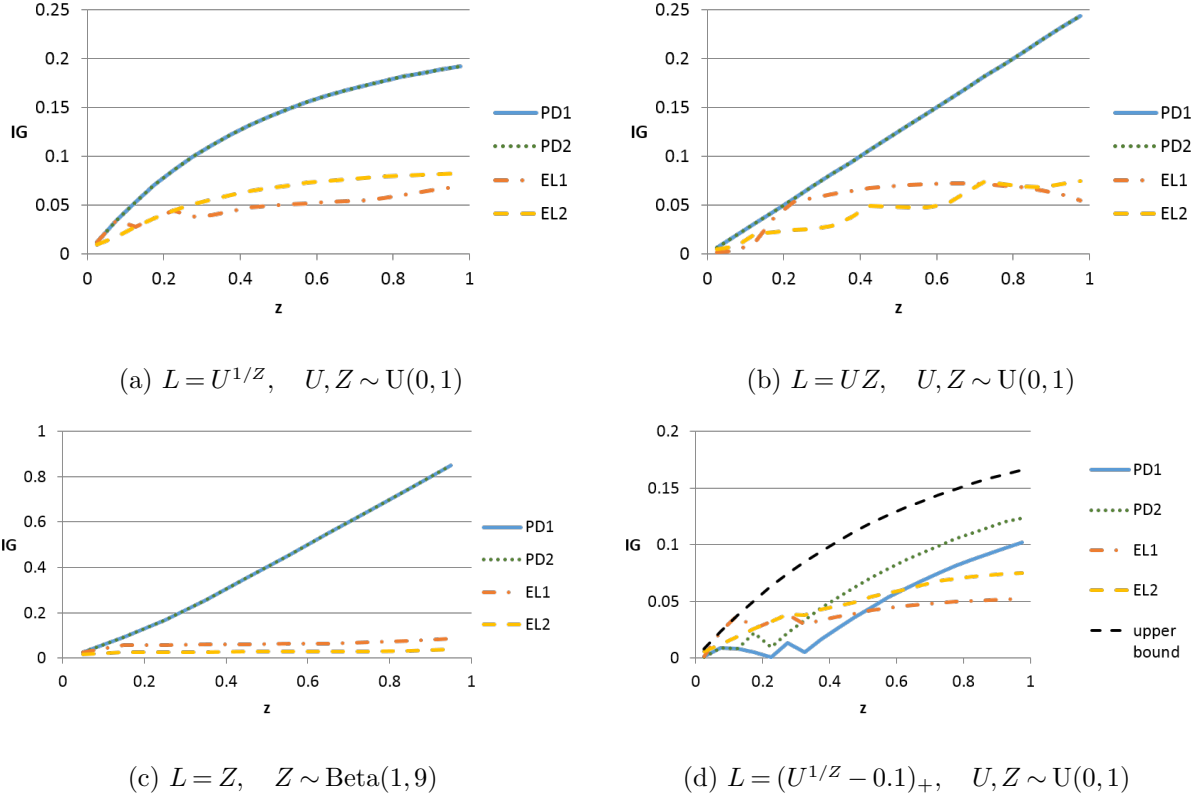 0.25
0.2
0.15
IG
0.1
0.05
0
0 0.2 0.4 0.6 0.8 1
z
PD1
PD2
EL1
EL2
(a) L = U^{1/Z}, U, Z ∼ U(0, 1)
0.25
0.2
0.15
IG
0.1
0.05
0
0 0.2 0.4 0.6 0.8 1
z
PD1
PD2
EL1
EL2
(b) L = UZ, U, Z ∼ U(0, 1)
1
0.8
0.6
IG
0.4
0.2
0
0 0.2 0.4 0.6 0.8 1
z
PD1
PD2
EL1
EL2
(c) L = Z, Z ∼ Beta(1, 9)
0.2
0.15
IG
0.1
0.05
0
0 0.2 0.4 0.6 0.8 1
z
PD1
PD2
EL1
EL2
upper
bound
(d) L = (U^{1/Z} − 0.1)₊, U, Z ∼ U(0, 1)